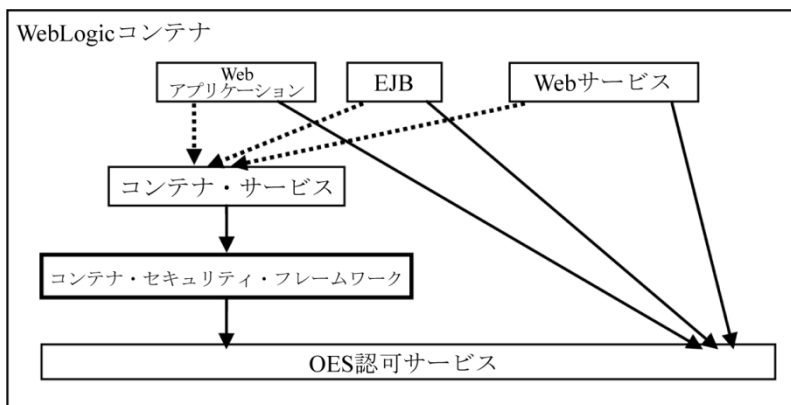 WebLogicコンテナ
Web
アプリケーション
EJB
Webサービス
コンテナ・サービス
コンテナ・セキュリティ・フレームワーク
OES認可サービス